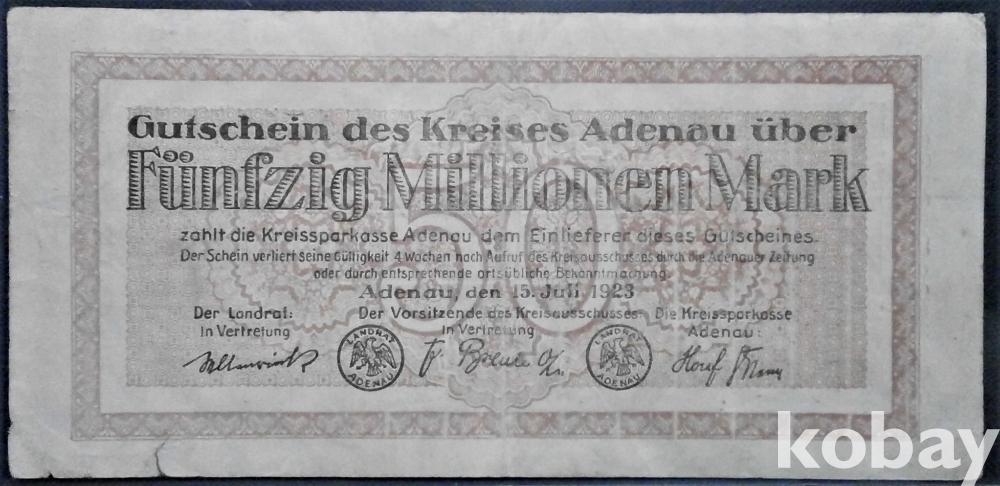 Gutschein des Kreises Adenau über
Fünfzig Millionen Mark
50
zahlt die Kreissparkasse Adenau dem Einlieferer dieses Gutscheines.
Der Schein verliert seine Gültigkeit 4 Wochen nach Aufruf des Kreisausschusses durch die Adenauer Zeitung
oder durch entsprechende ortsübliche Bekanntmachung
Adenau, den 15. Juli 1923
Der Landrat: Der Vorsitzende des Kreisausschusses: Die Kreissparkasse
in Vertretung in Vertretung Adenau:
LANDRAT ADENAU LANDRAT ADENAU
kobay